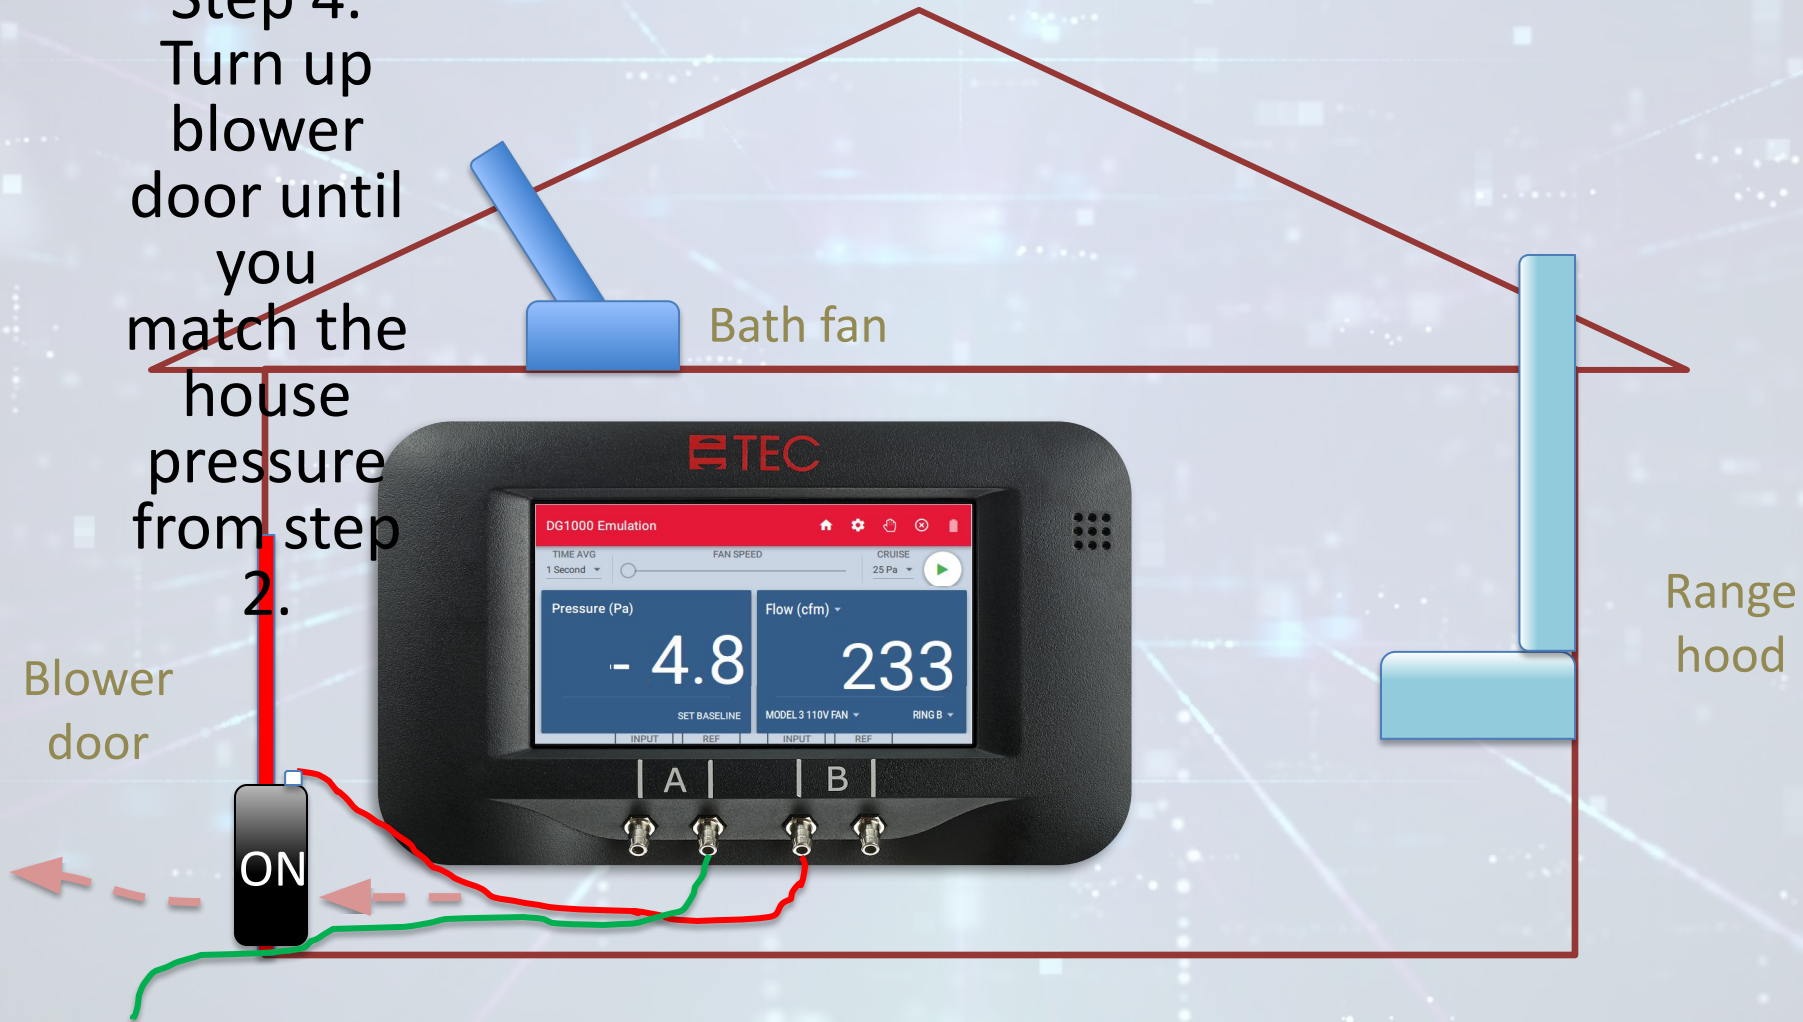 Step 4.
Turn up
blower
door until
you
match the
house
pressure
from step
2.
Bath fan
TEC
DG1000 Emulation
TIME AVG
FAN SPEED
CRUISE
1 Second
25 Pa
Pressure (Pa)
Flow (cfm)
- 4.8
233
SET BASELINE
MODEL 3 110V FAN
RING B
INPUT
REF
INPUT
REF
A
B
Blower
door
ON
Range
hood